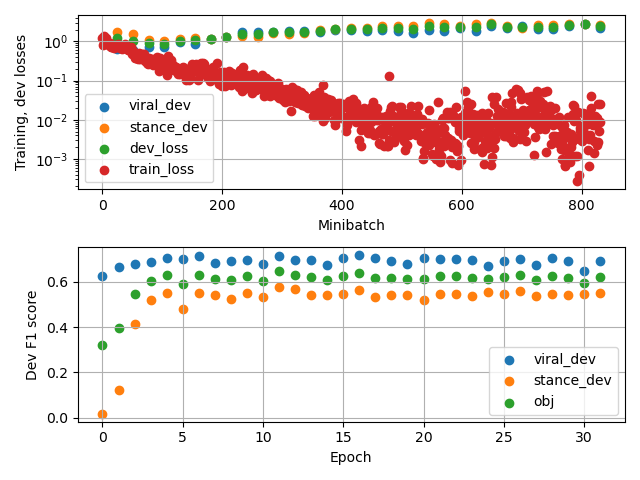 Training, dev losses
10⁰
10⁻¹
10⁻²
10⁻³
viral_dev
stance_dev
dev_loss
train_loss
0 200 400 600 800
Minibatch
Dev F1 score
0.6
0.4
0.2
0.0
viral_dev
stance_dev
obj
0 5 10 15 20 25 30
Epoch